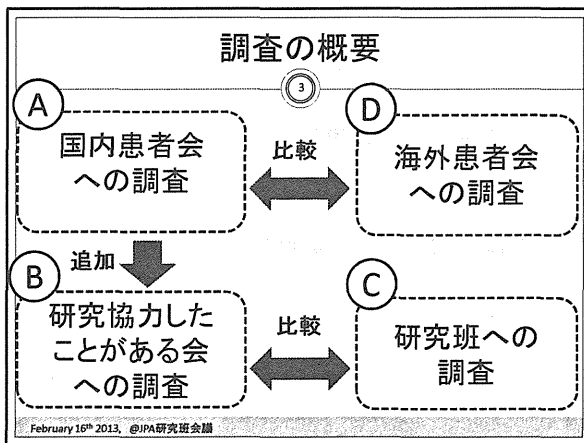 調査の概要
3
A
国内患者会
への調査
比較
D
海外患者会
への調査
追加
B
研究協力した
ことがある会
への調査
比較
C
研究班への
調査
February 16th 2013, @JPA研究班会議